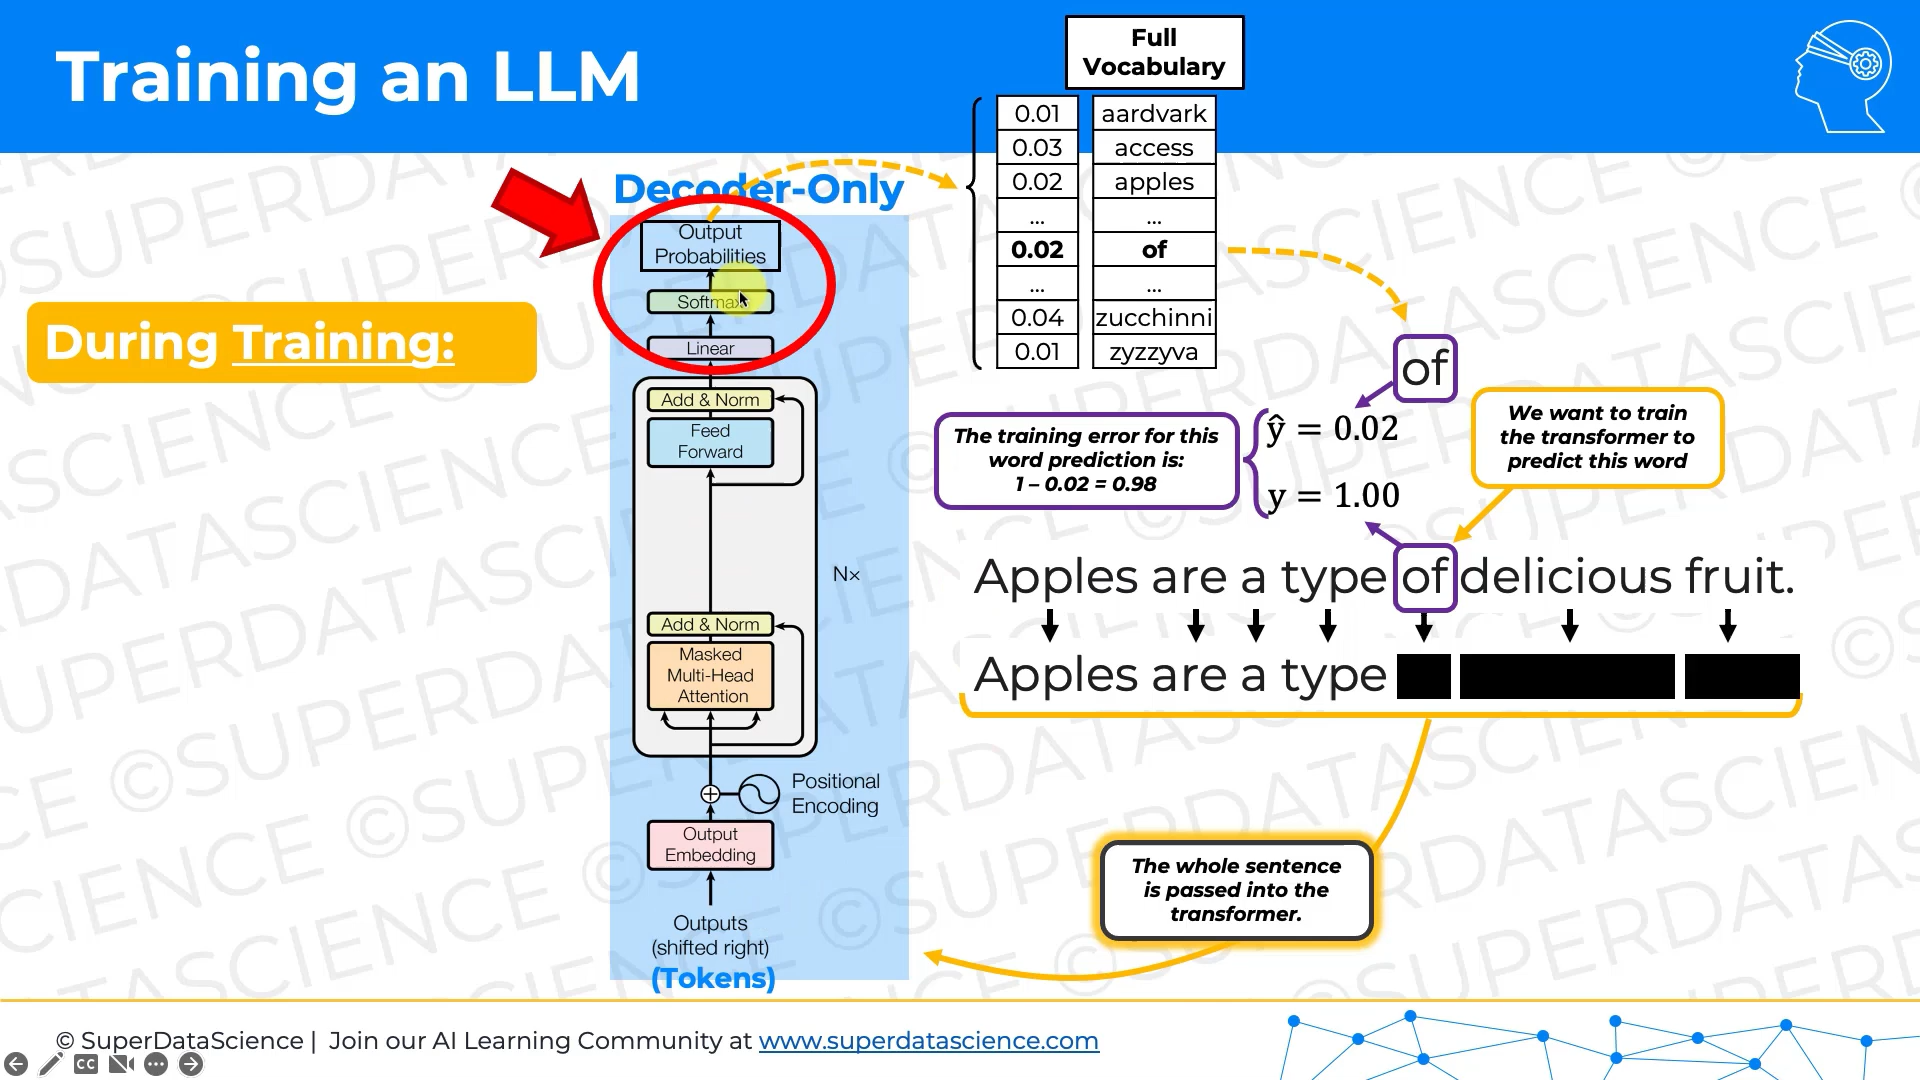 Training an LLM
Full
Vocabulary
0.01 aardvark
0.03 access
0.02 apples
... ...
0.02 of
... ...
0.04 zucchinni
0.01 zyzzyva
During Training:
Decoder-Only
Output
Probabilities
Softmax
Linear
Add & Norm
Feed
Forward
N×
Add & Norm
Masked
Multi-Head
Attention
Positional
Encoding
Output
Embedding
Outputs
(shifted right)
(Tokens)
of
The training error for this
word prediction is:
1 – 0.02 = 0.98
ŷ = 0.02
y = 1.00
We want to train
the transformer to
predict this word
Apples are a type of delicious fruit.
Apples are a type
The whole sentence
is passed into the
transformer.
©SUPERDATASCIENCE
© SuperDataScience | Join our AI Learning Community at www.superdatascience.com
CC